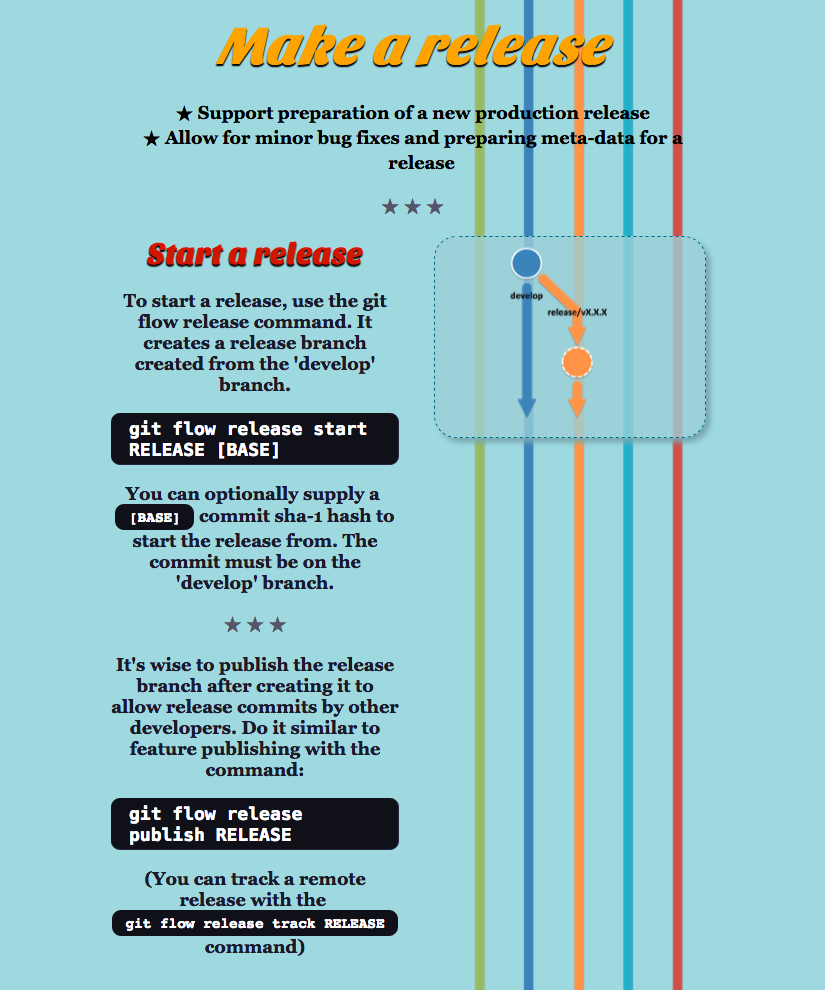 Make a release
★ Support preparation of a new production release
★ Allow for minor bug fixes and preparing meta-data for a
release
★ ★ ★
Start a release
To start a release, use the git
flow release command. It
creates a release branch
created from the 'develop'
branch.
git flow release start
RELEASE [BASE]
You can optionally supply a
[BASE] commit sha-1 hash to
start the release from. The
commit must be on the
'develop' branch.
★ ★ ★
It's wise to publish the release
branch after creating it to
allow release commits by other
developers. Do it similar to
feature publishing with the
command:
git flow release
publish RELEASE
(You can track a remote
release with the
git flow release track RELEASE
command)
develop
release/vX.X.X